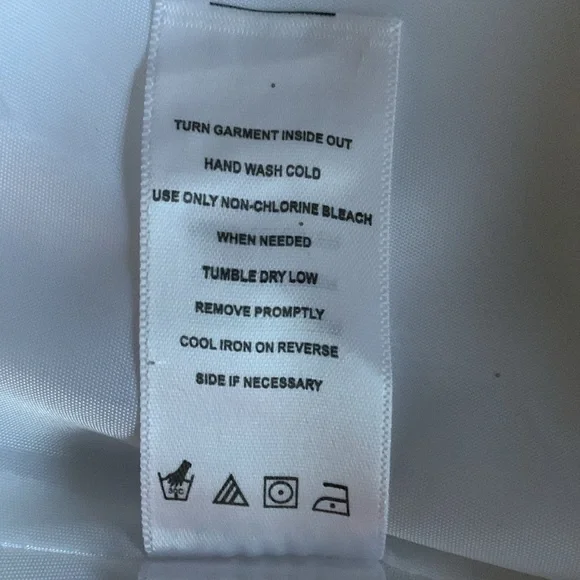 TURN GARMENT INSIDE OUT
HAND WASH COLD
USE ONLY NON-CHLORINE BLEACH
WHEN NEEDED
TUMBLE DRY LOW
REMOVE PROMPTLY
COOL IRON ON REVERSE
SIDE IF NECESSARY
30C